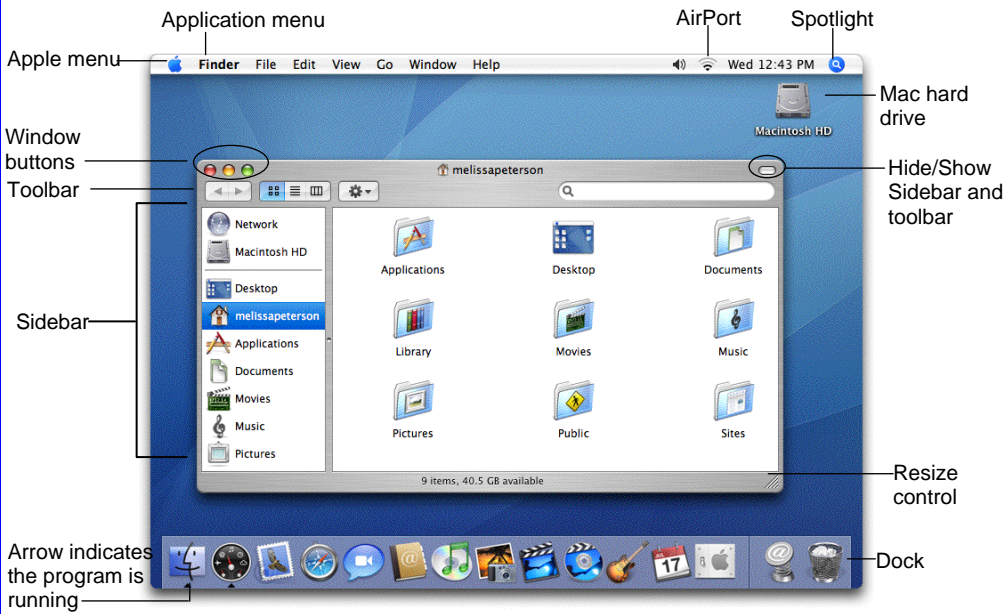 Application menu
AirPort
Spotlight
Apple menu
Finder File Edit View Go Window Help
Wed 12:43 PM
Mac hard
drive
Macintosh HD
Window
buttons
Toolbar
melissapeterson
Hide/Show
Sidebar and
toolbar
Sidebar
Network
Macintosh HD
Desktop
melissapeterson
Applications
Documents
Movies
Music
Pictures
Applications
Desktop
Documents
Library
Movies
Music
Pictures
Public
Sites
9 items, 40.5 GB available
Resize
control
Arrow indicates
the program is
running
JUL
17
Dock